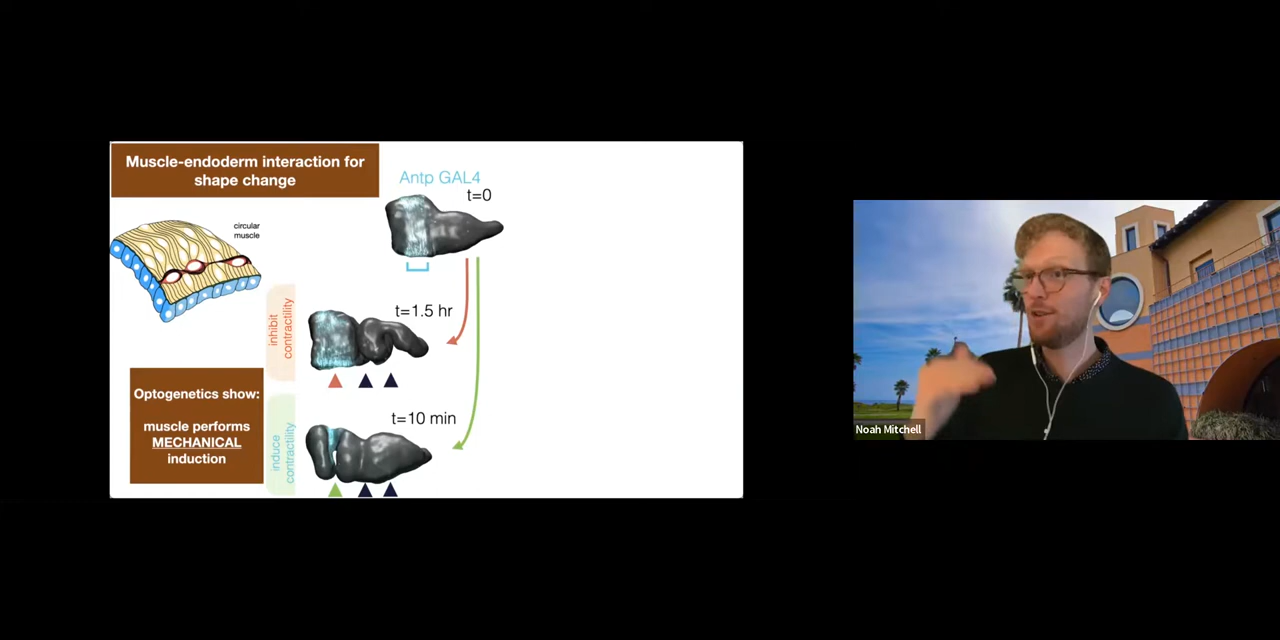 Muscle-endoderm interaction for
shape change
Antp GAL4
t=0
circular
muscle
inhibit
contractility
t=1.5 hr
Optogenetics show:
muscle performs
MECHANICAL
induction
induce
contractility
t=10 min
Noah Mitchell